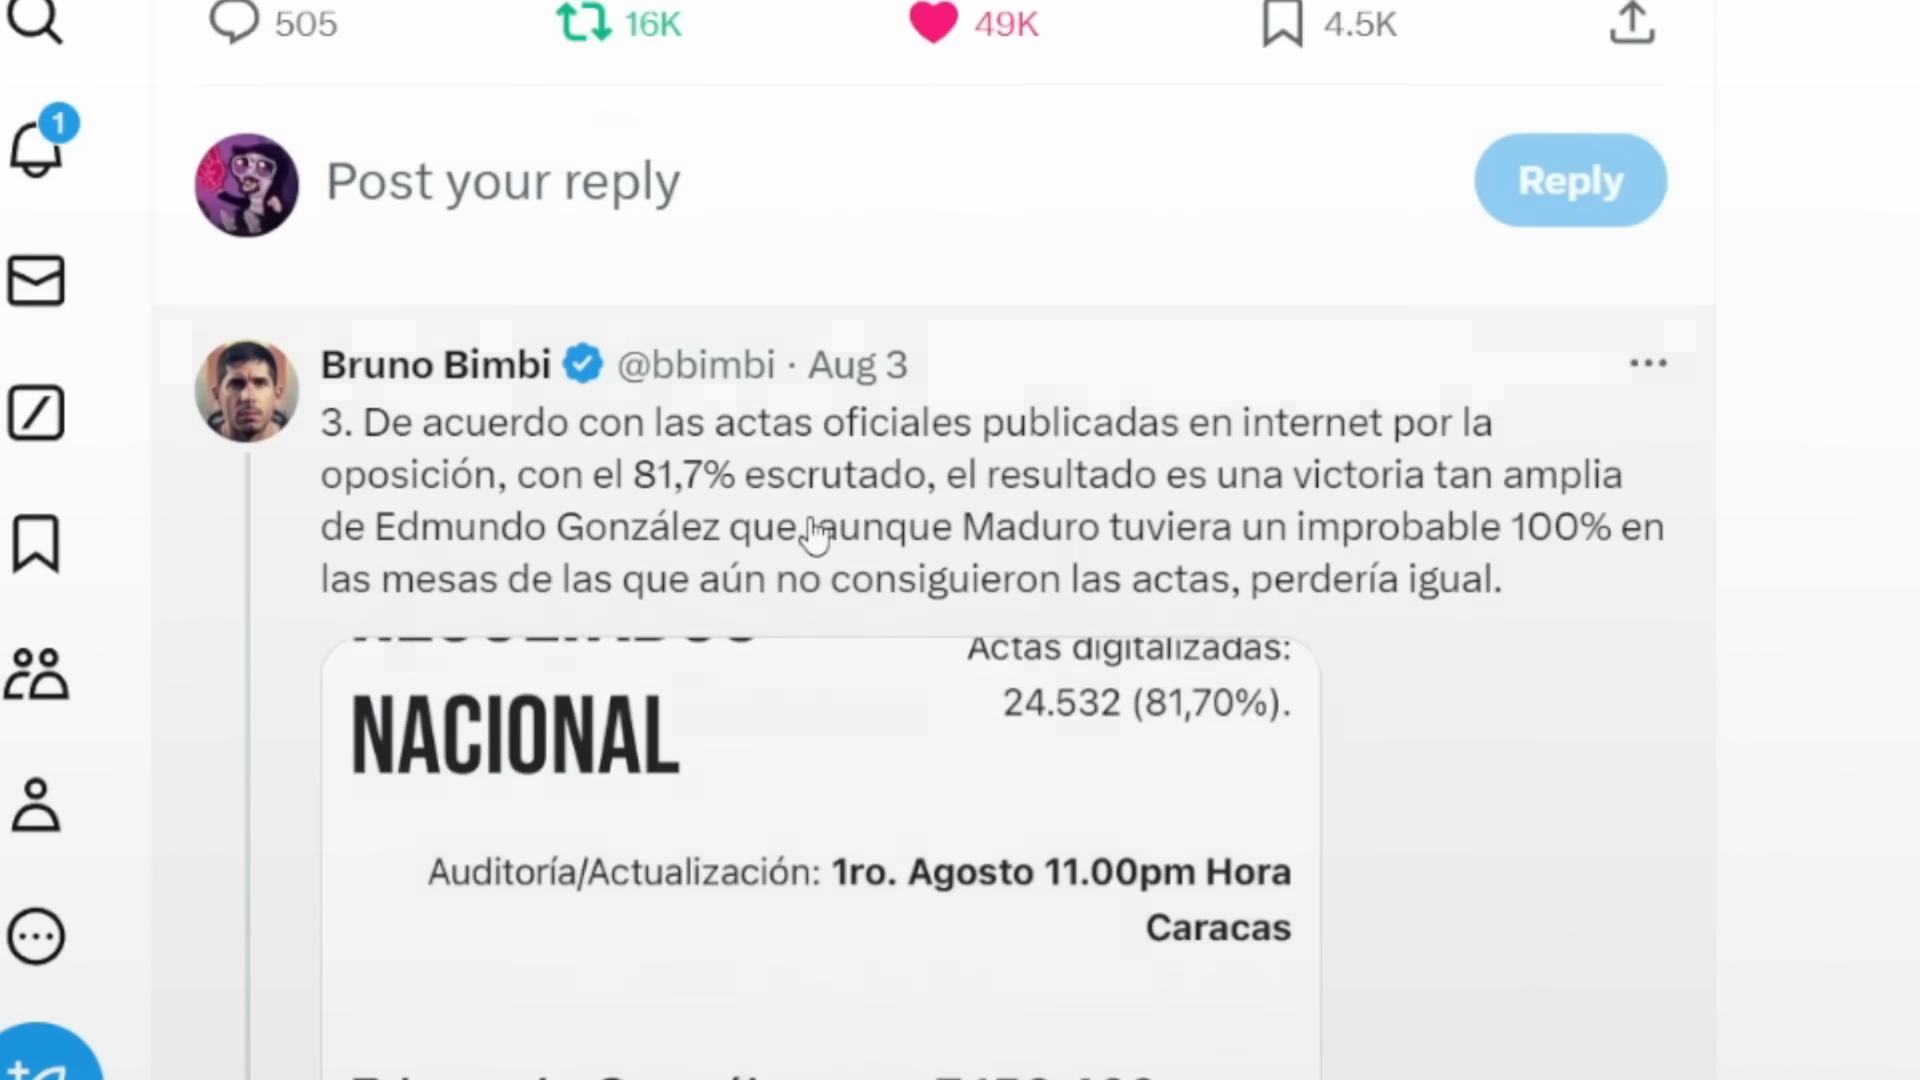 505 16K 49K 4.5K
1
Post your reply
Reply
Bruno Bimbi @bbimbi · Aug 3
3. De acuerdo con las actas oficiales publicadas en internet por la
oposición, con el 81,7% escrutado, el resultado es una victoria tan amplia
de Edmundo González que, aunque Maduro tuviera un improbable 100% en
las mesas de las que aún no consiguieron las actas, perdería igual.
Actas digitalizadas:
24.532 (81,70%).
NACIONAL
Auditoría/Actualización: 1ro. Agosto 11.00pm Hora
Caracas